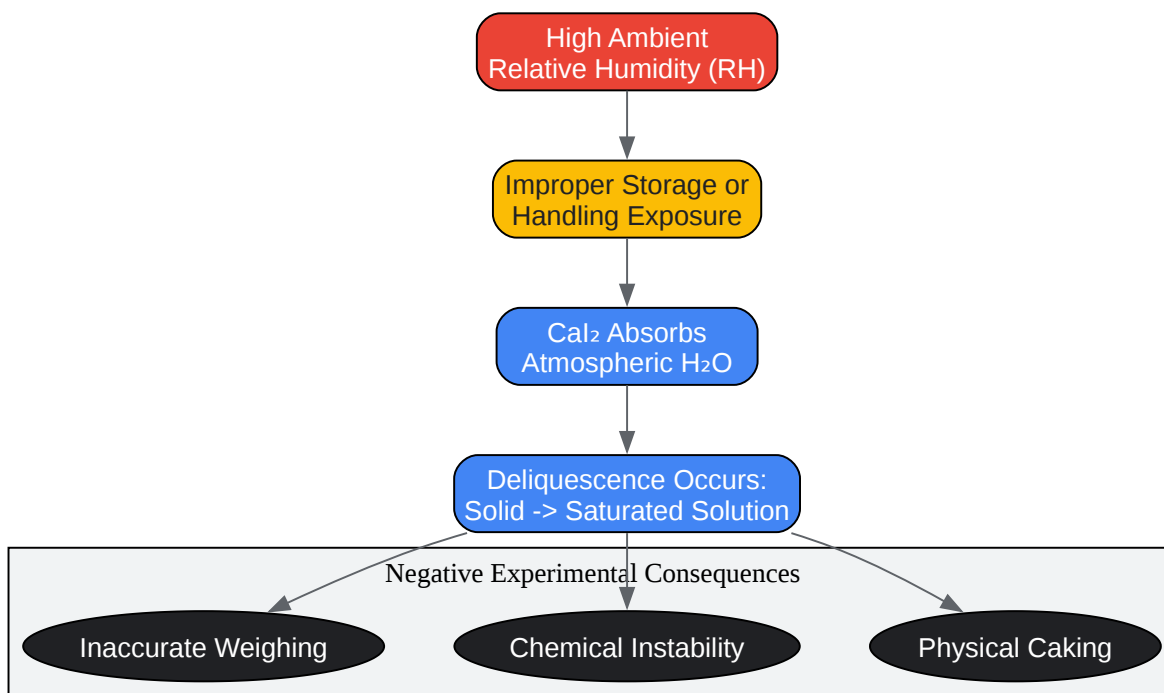 High Ambient
Relative Humidity (RH)
Improper Storage or
Handling Exposure
CaI₂ Absorbs
Atmospheric H₂O
Deliquescence Occurs:
Solid -> Saturated Solution
Negative Experimental Consequences
Inaccurate Weighing
Chemical Instability
Physical Caking